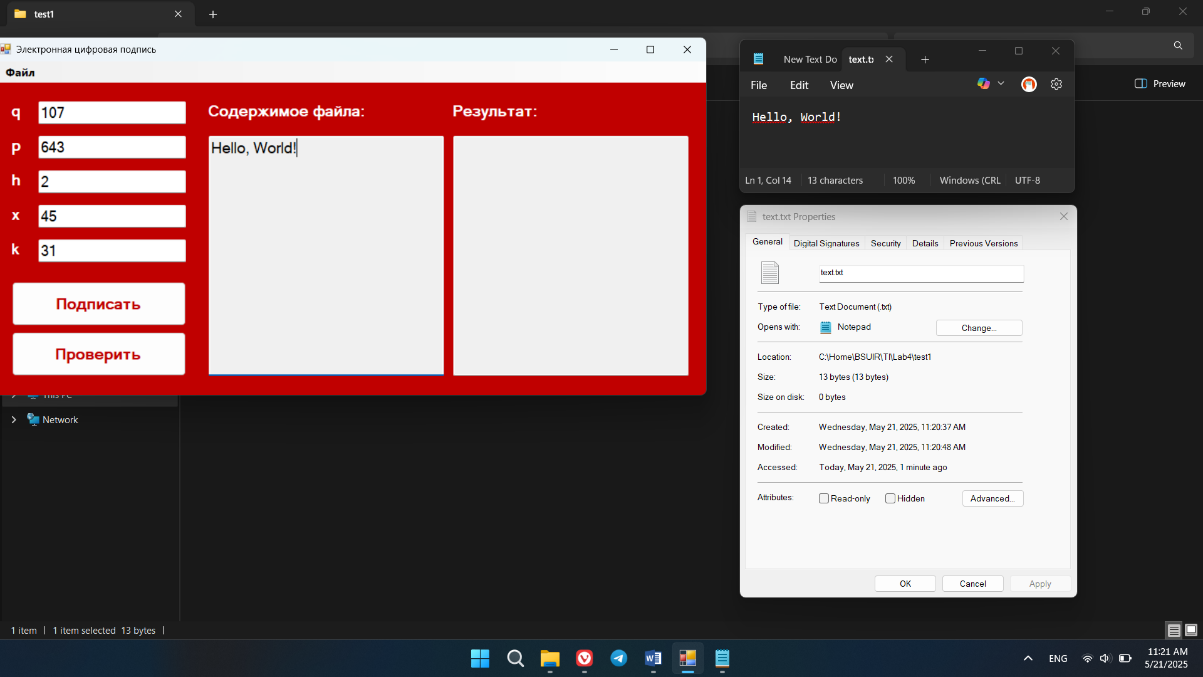 test1
Электронная цифровая подпись
Файл
q 107
p 643
h 2
x 45
k 31
Подписать
Проверить
Содержимое файла:
Hello, World!
Результат:
New Text Do
text.t
File Edit View
Hello, World!
Ln 1, Col 14 13 characters 100% Windows (CRL UTF-8
Preview
text.txt Properties
General Digital Signatures Security Details Previous Versions
text.txt
Type of file: Text Document (.txt)
Opens with: Notepad Change...
Location: C:\Home\BSUIR\TI\Lab4\test1
Size: 13 bytes (13 bytes)
Size on disk: 0 bytes
Created: Wednesday, May 21, 2025, 11:20:37 AM
Modified: Wednesday, May 21, 2025, 11:20:48 AM
Accessed: Today, May 21, 2025, 1 minute ago
Attributes: Read-only Hidden Advanced...
OK Cancel Apply
This PC
Network
1 item 1 item selected 13 bytes
ENG
11:21 AM
5/21/2025